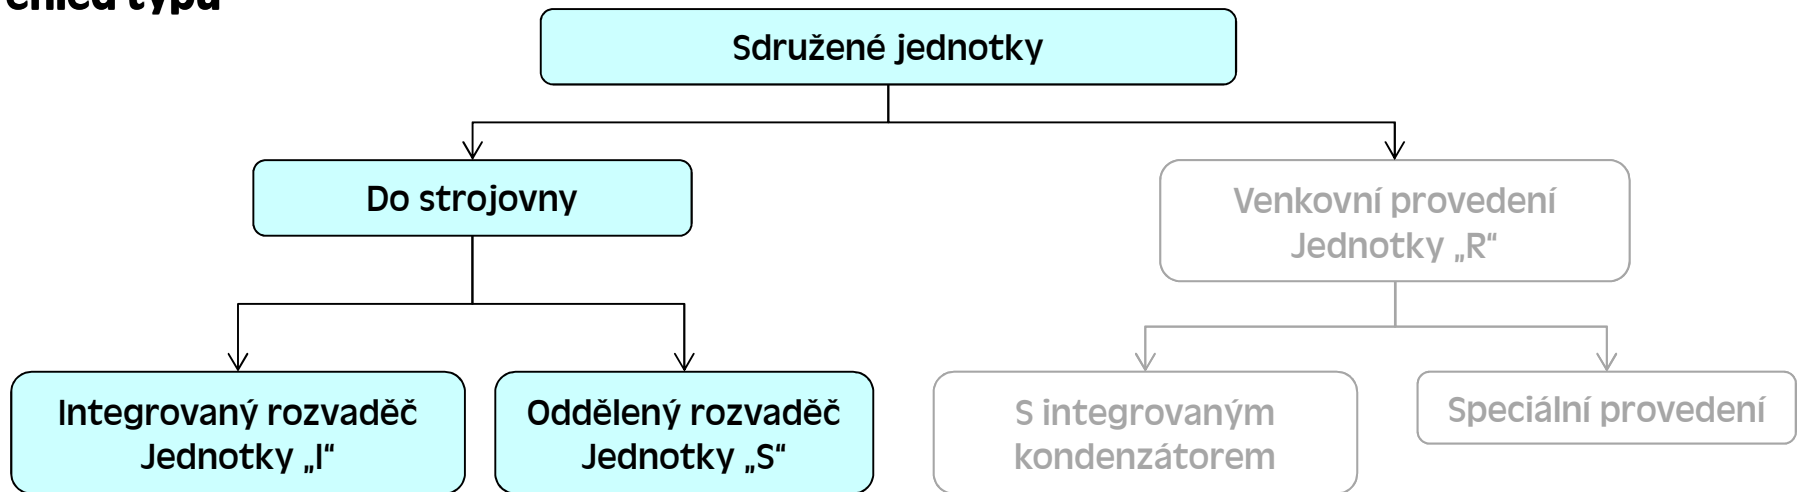 Sdružené jednotky
Do strojovny
Venkovní provedení
Jednotky „R“
Integrovaný rozvaděč
Jednotky „I“
Oddělený rozvaděč
Jednotky „S“
S integrovaným
kondenzátorem
Speciální provedení